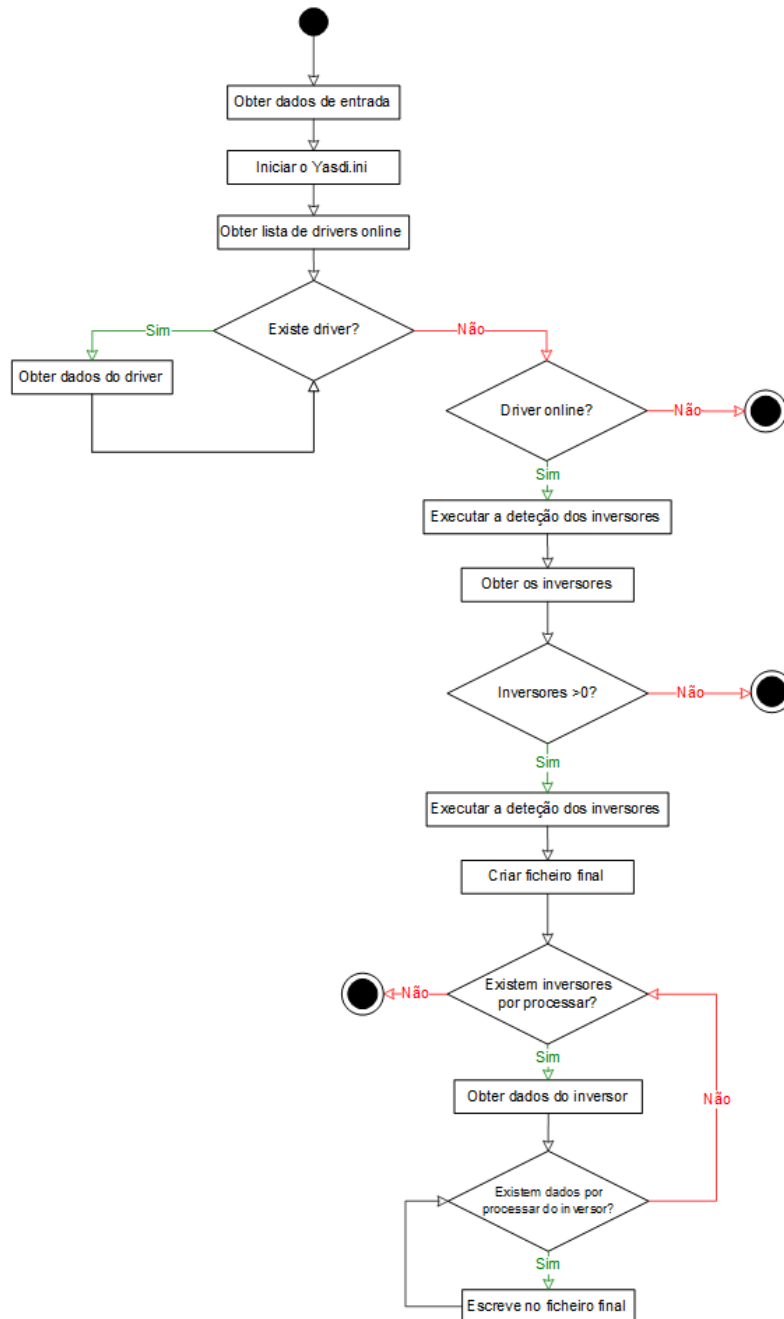 Obter dados de entrada
Iniciar o Yasdi.ini
Obter lista de drivers online
Existe driver?
Sim
Não
Obter dados do driver
Driver online?
Não
Sim
Executar a deteção dos inversores
Obter os inversores
Inversores >0?
Não
Sim
Executar a deteção dos inversores
Criar ficheiro final
Existem inversores
por processar?
Não
Sim
Obter dados do inversor
Não
Existem dados por
processar do inversor?
Sim
Escreve no ficheiro final